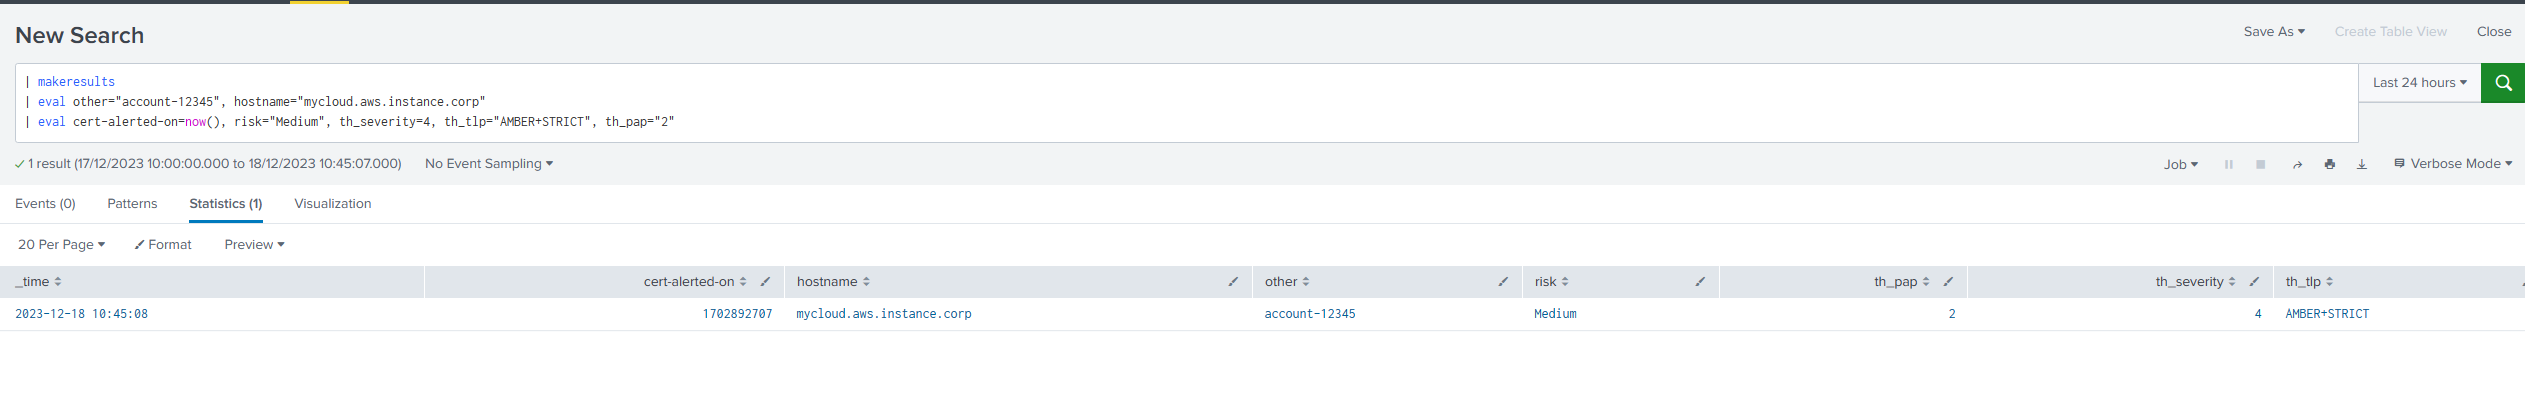 New Search
Save As
Create Table View
Close
| makeresults
| eval other="account-12345", hostname="mycloud.aws.instance.corp"
| eval cert-alerted-on=now(), risk="Medium", th_severity=4, th_tlp="AMBER+STRICT", th_pap="2"
Last 24 hours
1 result (17/12/2023 10:00:00.000 to 18/12/2023 10:45:07.000)
No Event Sampling
Job
Verbose Mode
Events (0)
Patterns
Statistics (1)
Visualization
20 Per Page
Format
Preview
_time cert-alerted-on hostname other risk th_pap th_severity th_tlp
2023-12-18 10:45:08 1702892707 mycloud.aws.instance.corp account-12345 Medium 2 4 AMBER+STRICT